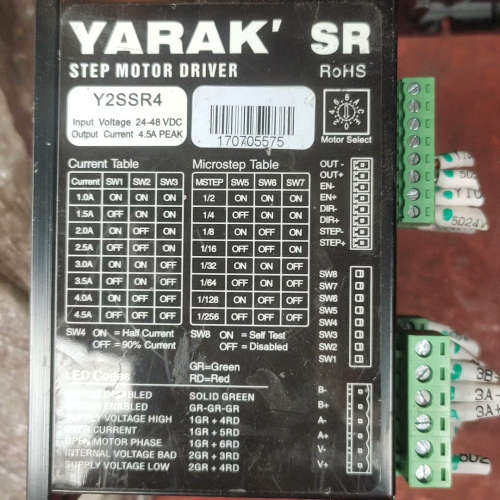 YARAK' SR
STEP MOTOR DRIVER RoHS
Y2SSR4
Input Voltage 24-48 VDC
Output Current 4.5A PEAK
170705575
Motor Select
Current Table
Current SW1 SW2 SW3
1.0A ON ON ON
1.5A OFF ON ON
2.0A ON OFF ON
2.5A OFF OFF ON
3.0A ON ON OFF
3.5A OFF ON OFF
4.0A ON OFF OFF
4.5A OFF OFF OFF
SW4 ON = Half Current
OFF = 90% Current
Microstep Table
MSTEP SW5 SW6 SW7
1/2 ON ON ON
1/4 OFF ON ON
1/8 ON OFF ON
1/16 OFF OFF ON
1/32 ON ON OFF
1/64 OFF ON OFF
1/128 ON OFF OFF
1/256 OFF OFF OFF
SW8 ON = Self Test
OFF = Disabled
OUT -
OUT+
EN-
EN+
DIR-
DIR+
STEP-
STEP+
SW8
SW7
SW6
SW5
SW4
SW3
SW2
SW1
B-
B+
A-
A+
V-
V+
LED Codes
GR=Green
RD=Red
SOLID GREEN
GR-GR-GR
VOLTAGE HIGH 1GR + 4RD
CURRENT 1GR + 5RD
OPEN MOTOR PHASE 1GR + 6RD
INTERNAL VOLTAGE BAD 2GR + 3RD
SUPPLY VOLTAGE LOW 2GR + 4RD